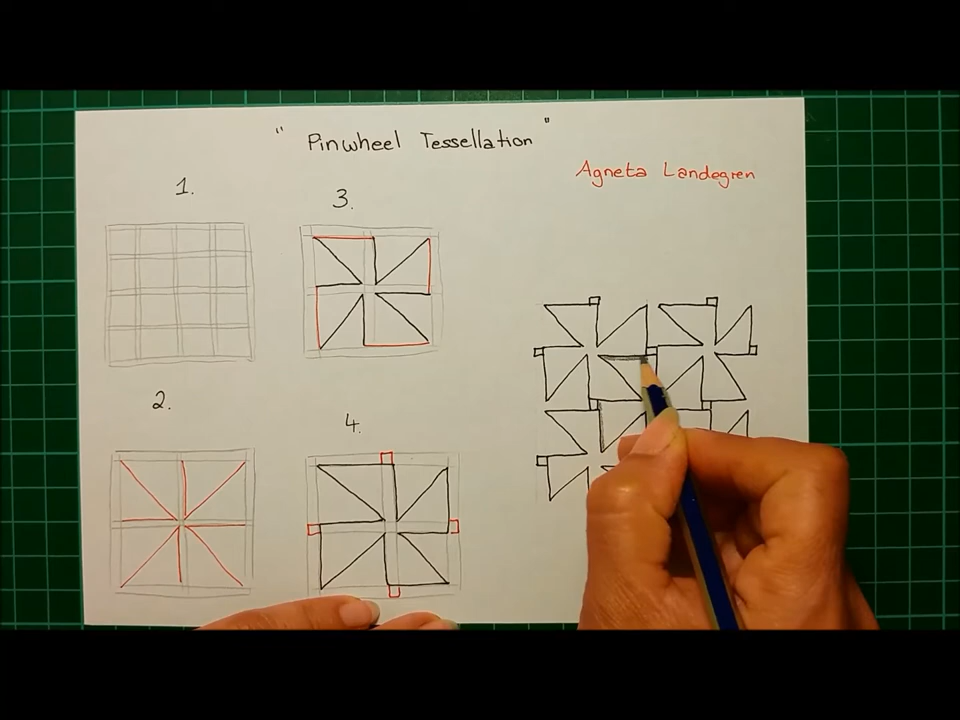 " Pinwheel Tessellation "
Agneta Landegren
1.
3.
2.
4.